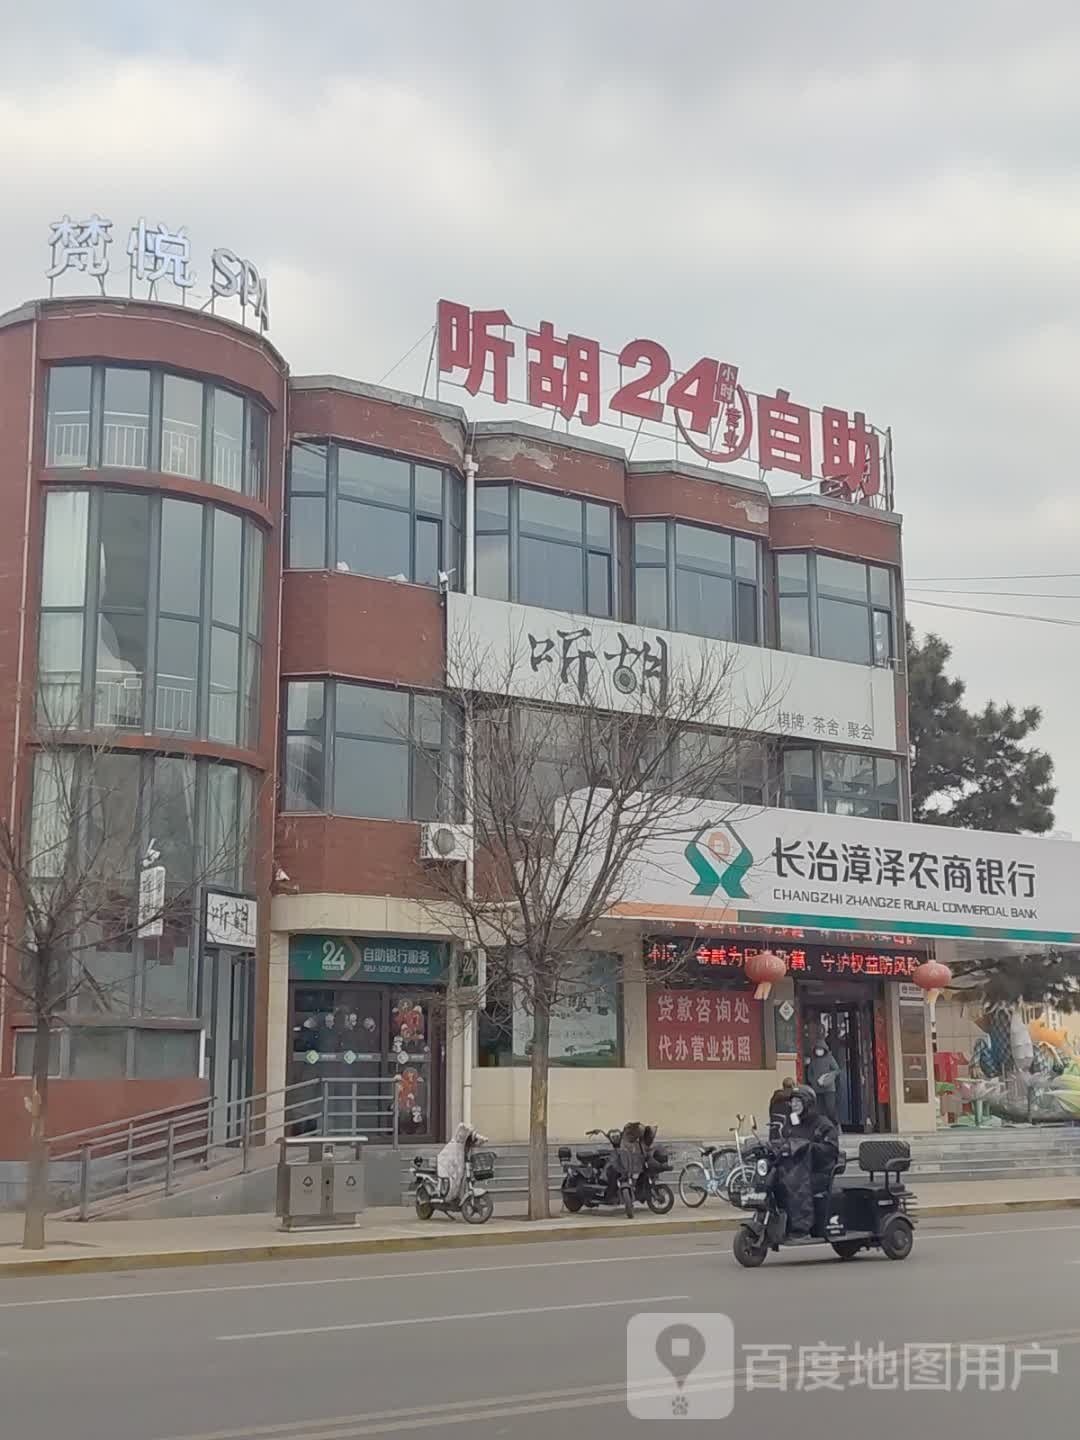 梵悦 SPA
听胡24小时营业自助
听胡
棋牌·茶舍·聚会
长治漳泽农商银行
CHANGZHI ZHANGZE RURAL COMMERCIAL BANK
听胡
24
自助银行服务
SELF-SERVICE BANKING
24
守护权益防风险
贷款咨询处
代办营业执照
百度地图用户